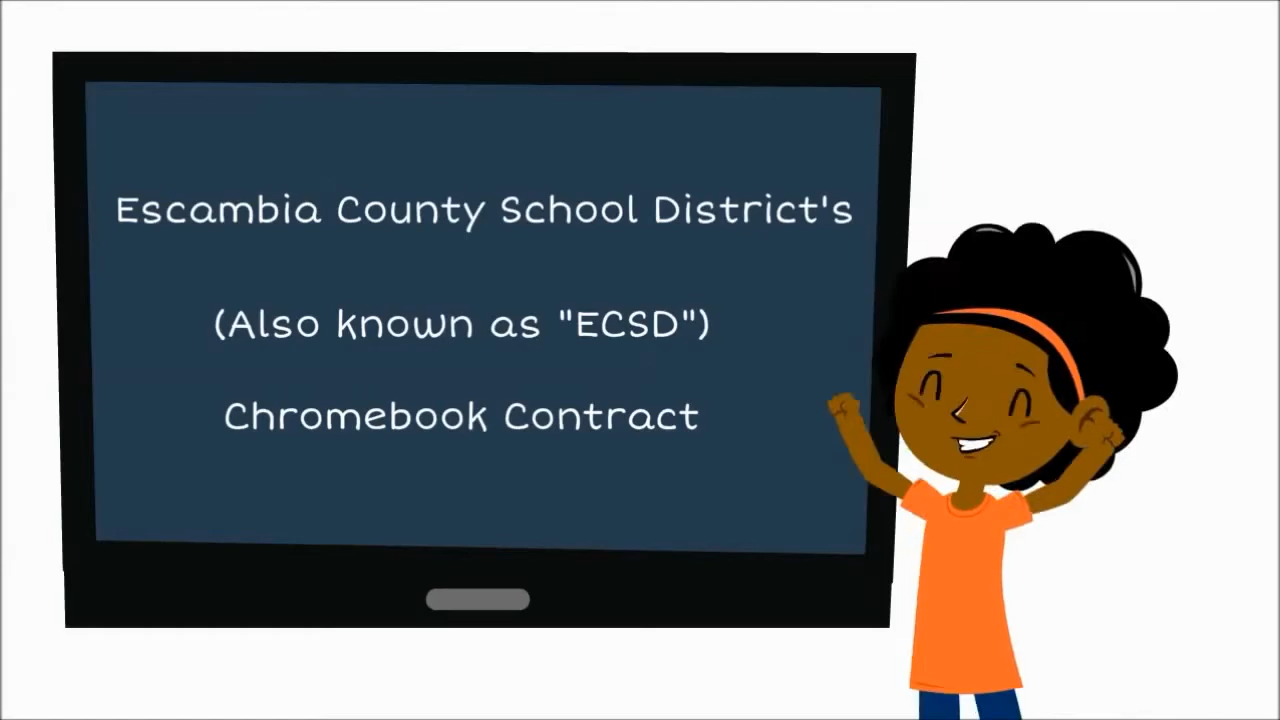 Escambia County School District's
(Also known as "ECSD")
Chromebook Contract